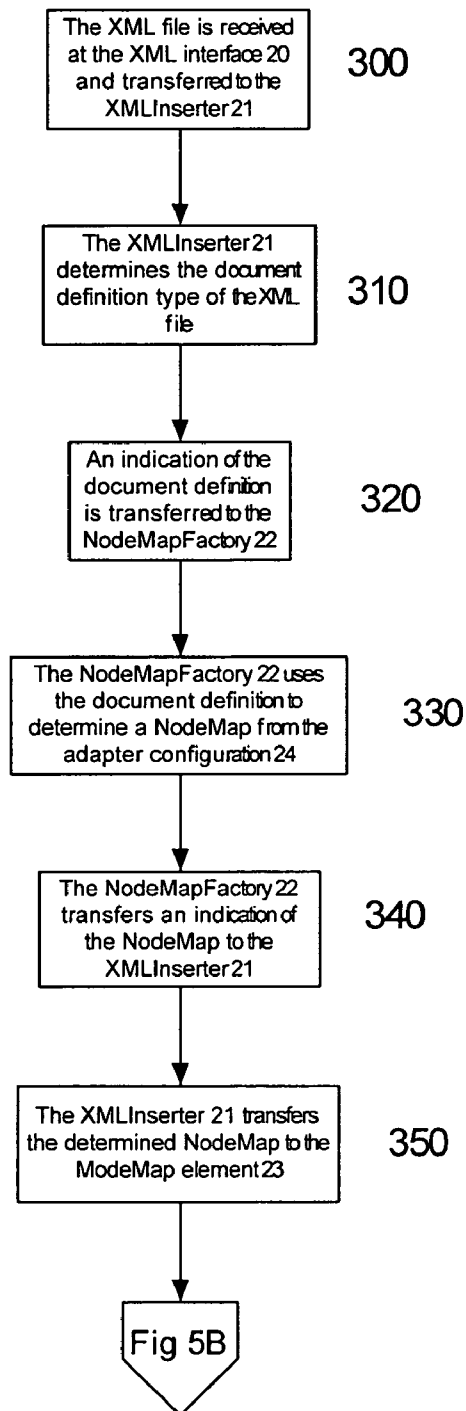 The XML file is received
at the XML interface 20
and transferred to the
XMLInserter 21
300
The XMLInserter 21
determines the document
definition type of the XML
file
310
An indication of the
document definition
is transferred to the
NodeMapFactory 22
320
The NodeMapFactory 22 uses
the document definition to
determine a NodeMap from the
adapter configuration 24
330
The NodeMapFactory 22
transfers an indication of
the NodeMap to the
XMLInserter 21
340
The XMLInserter 21 transfers
the determined NodeMap to the
ModeMap element 23
350
Fig 5B